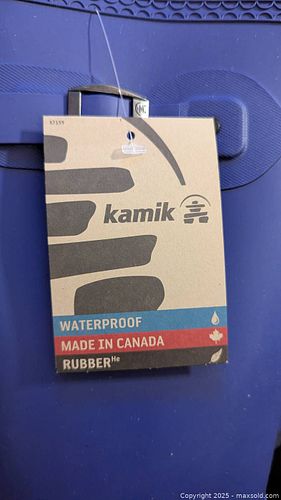 kamik
WATERPROOF
MADE IN CANADA
RUBBERHe
Copyright © 2025 - maxsold.com